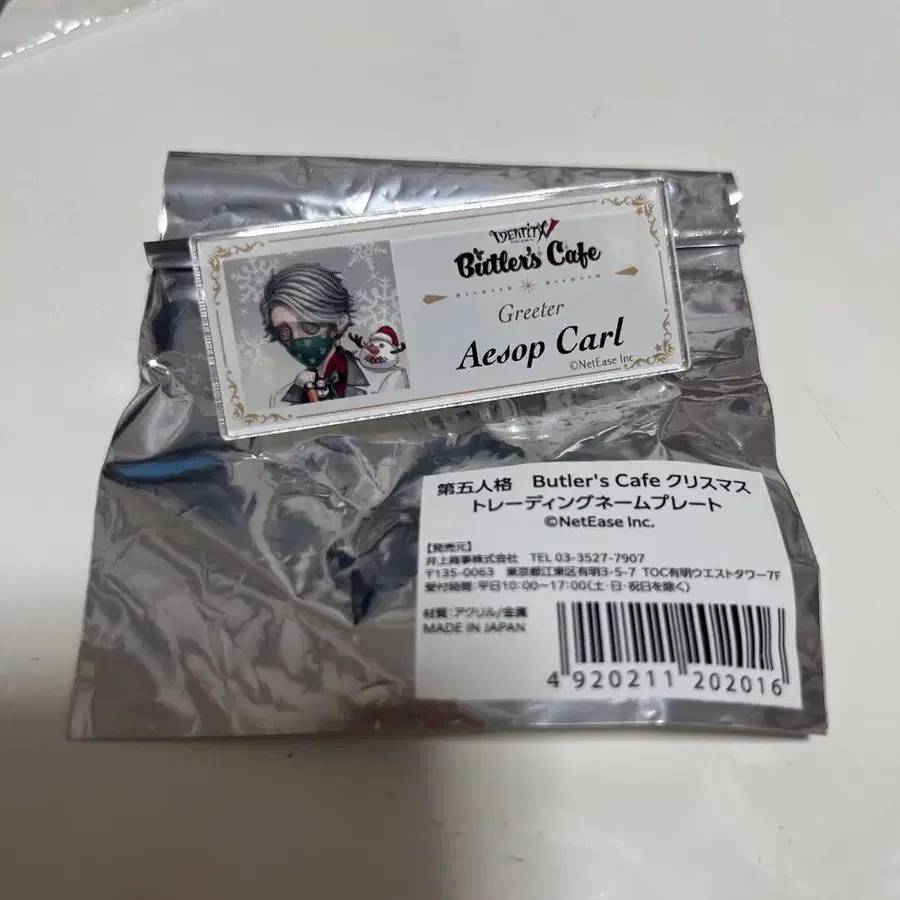 IDENTITY V
Butler's Cafe
Greeter
Aesop Carl
©NetEase Inc.
第五人格 Butler's Cafe クリスマス
トレーディングネームプレート
©NetEase Inc.
【発売元】
井上商事株式会社 TEL 03-3527-7907
〒135-0063 東京都江東区有明3-5-7 TOC有明ウエストタワー7F
受付時間:平日10:00〜17:00(土・日・祝日を除く)
材質:アクリル/金属
MADE IN JAPAN
4 920211 202016